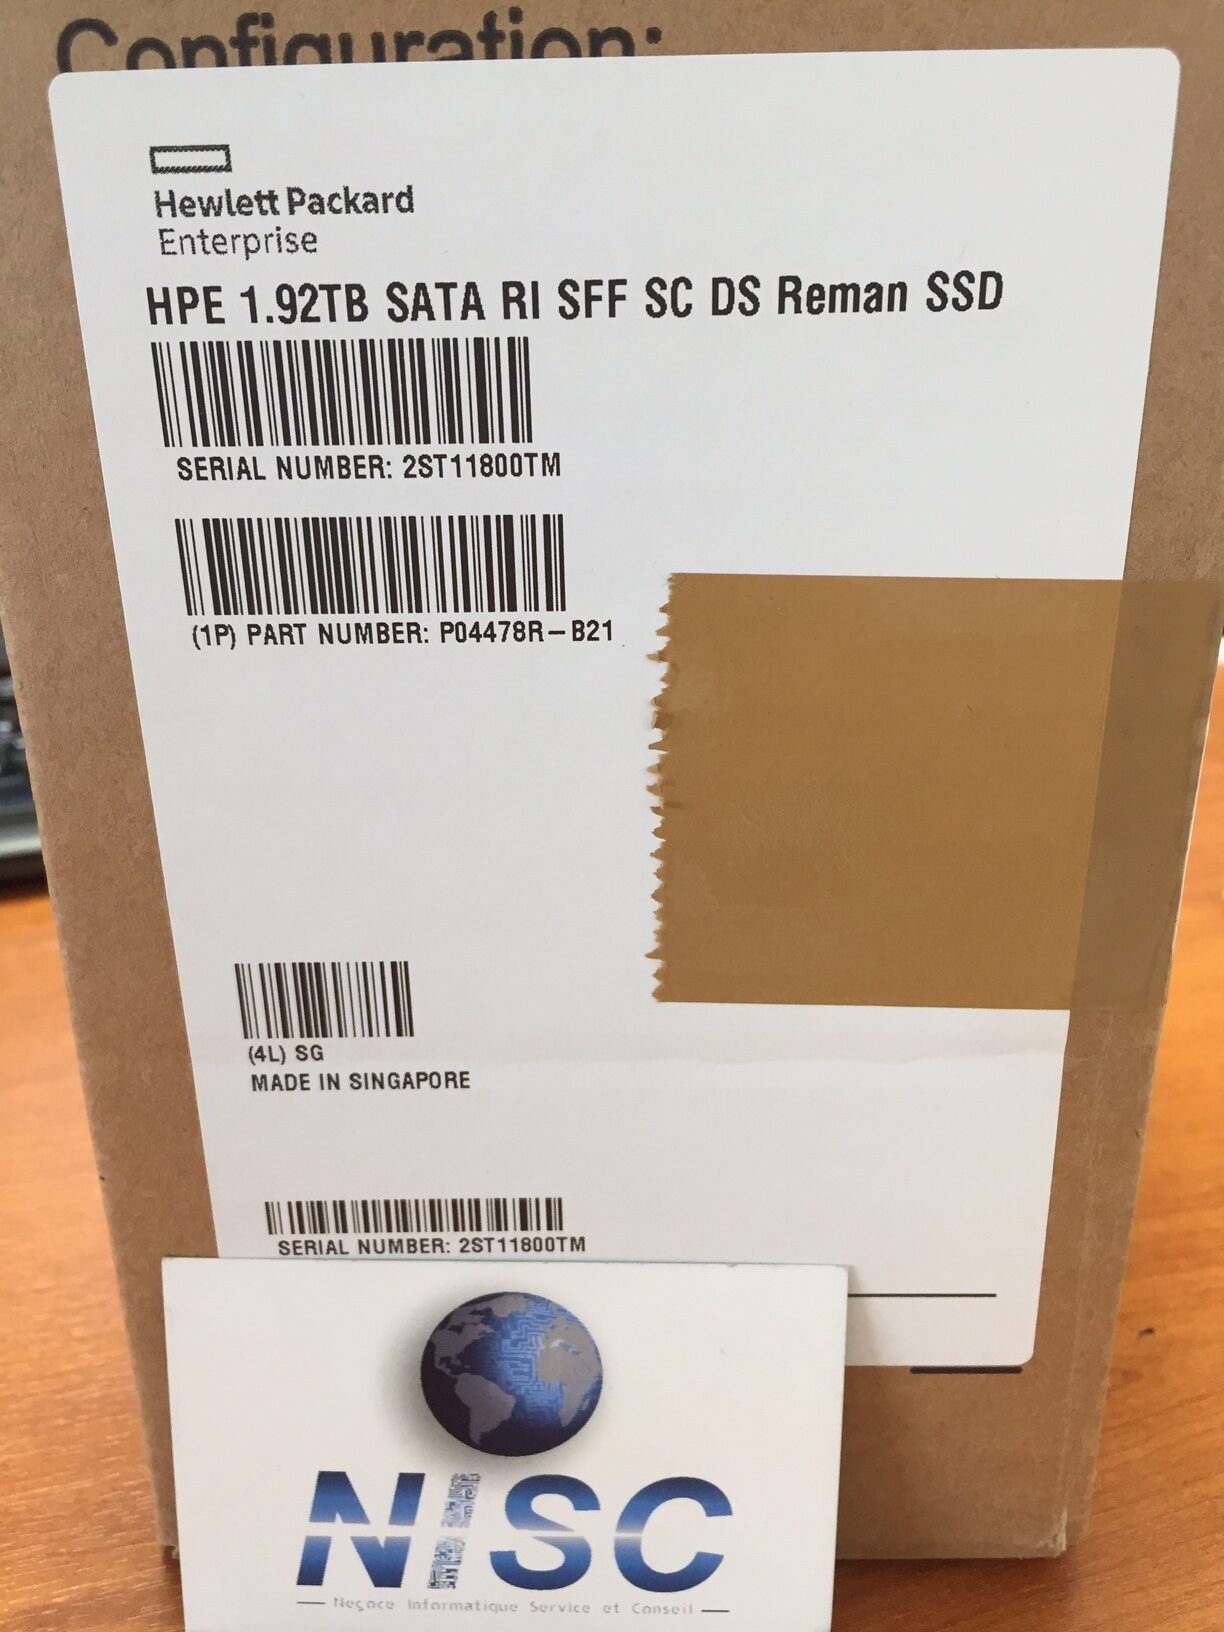 Configuration:
Hewlett Packard
Enterprise
HPE 1.92TB SATA RI SFF SC DS Reman SSD
SERIAL NUMBER: 2ST11800TM
(1P) PART NUMBER: P04478R-B21
(4L) SG
MADE IN SINGAPORE
SERIAL NUMBER: 2ST11800TM
NISC
Negoce Informatique Service et Conseil